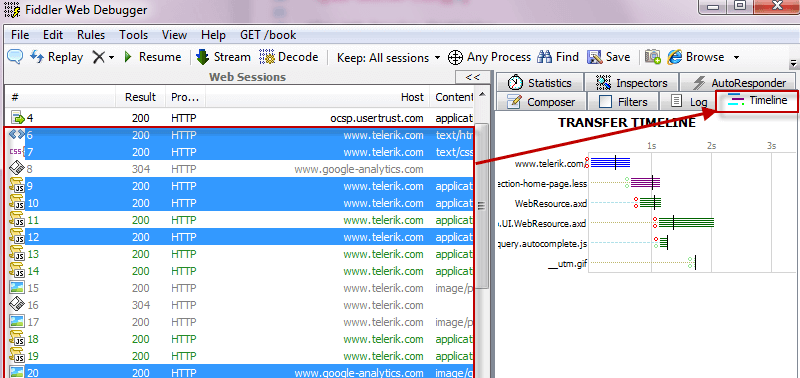 Fiddler Web Debugger
File Edit Rules Tools View Help GET /book
Replay Resume Stream Decode Keep: All sessions Any Process Find Save Browse
Web Sessions <<
# Result Pro... Host Content
4 200 HTTP ocsp.usertrust.com applicat
6 200 HTTP www.telerik.com text/htr
7 200 HTTP www.telerik.com text/css
8 304 HTTP www.google-analytics.com
9 200 HTTP www.telerik.com applicat
10 200 HTTP www.telerik.com applicat
11 200 HTTP www.telerik.com applicat
12 200 HTTP www.telerik.com applicat
13 200 HTTP www.telerik.com applicat
14 200 HTTP www.telerik.com applicat
15 200 HTTP www.telerik.com image/p
16 304 HTTP www.telerik.com
17 200 HTTP www.telerik.com image/p
18 200 HTTP www.telerik.com applicat
19 200 HTTP www.telerik.com applicat
20 200 HTTP www.google-analytics.com image/g
Statistics Inspectors AutoResponder
Composer Filters Log Timeline
TRANSFER TIMELINE
1s 2s 3s
www.telerik.com/
ection-home-page.less
WebResource.axd
.UI.WebResource.axd
query.autocomplete.js
__utm.gif